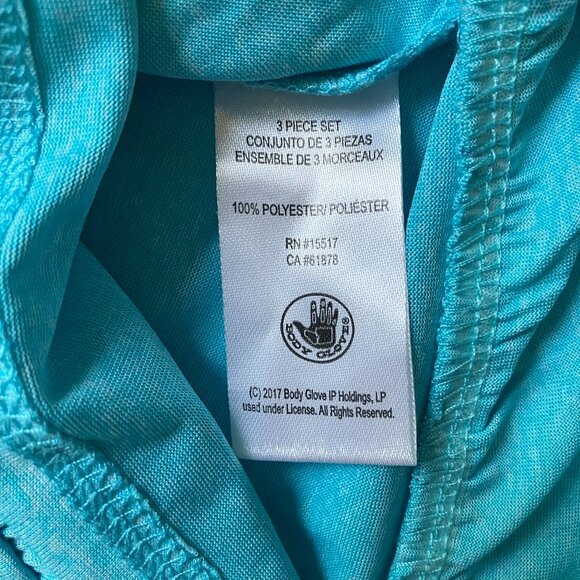 3 PIECE SET
CONJUNTO DE 3 PIEZAS
ENSEMBLE DE 3 MORCEAUX
100% POLYESTER/ POLIÉSTER
RN #15517
CA #61878
BODY GLOVE®
(C) 2017 Body Glove IP Holdings, LP
used under License. All Rights Reserved.